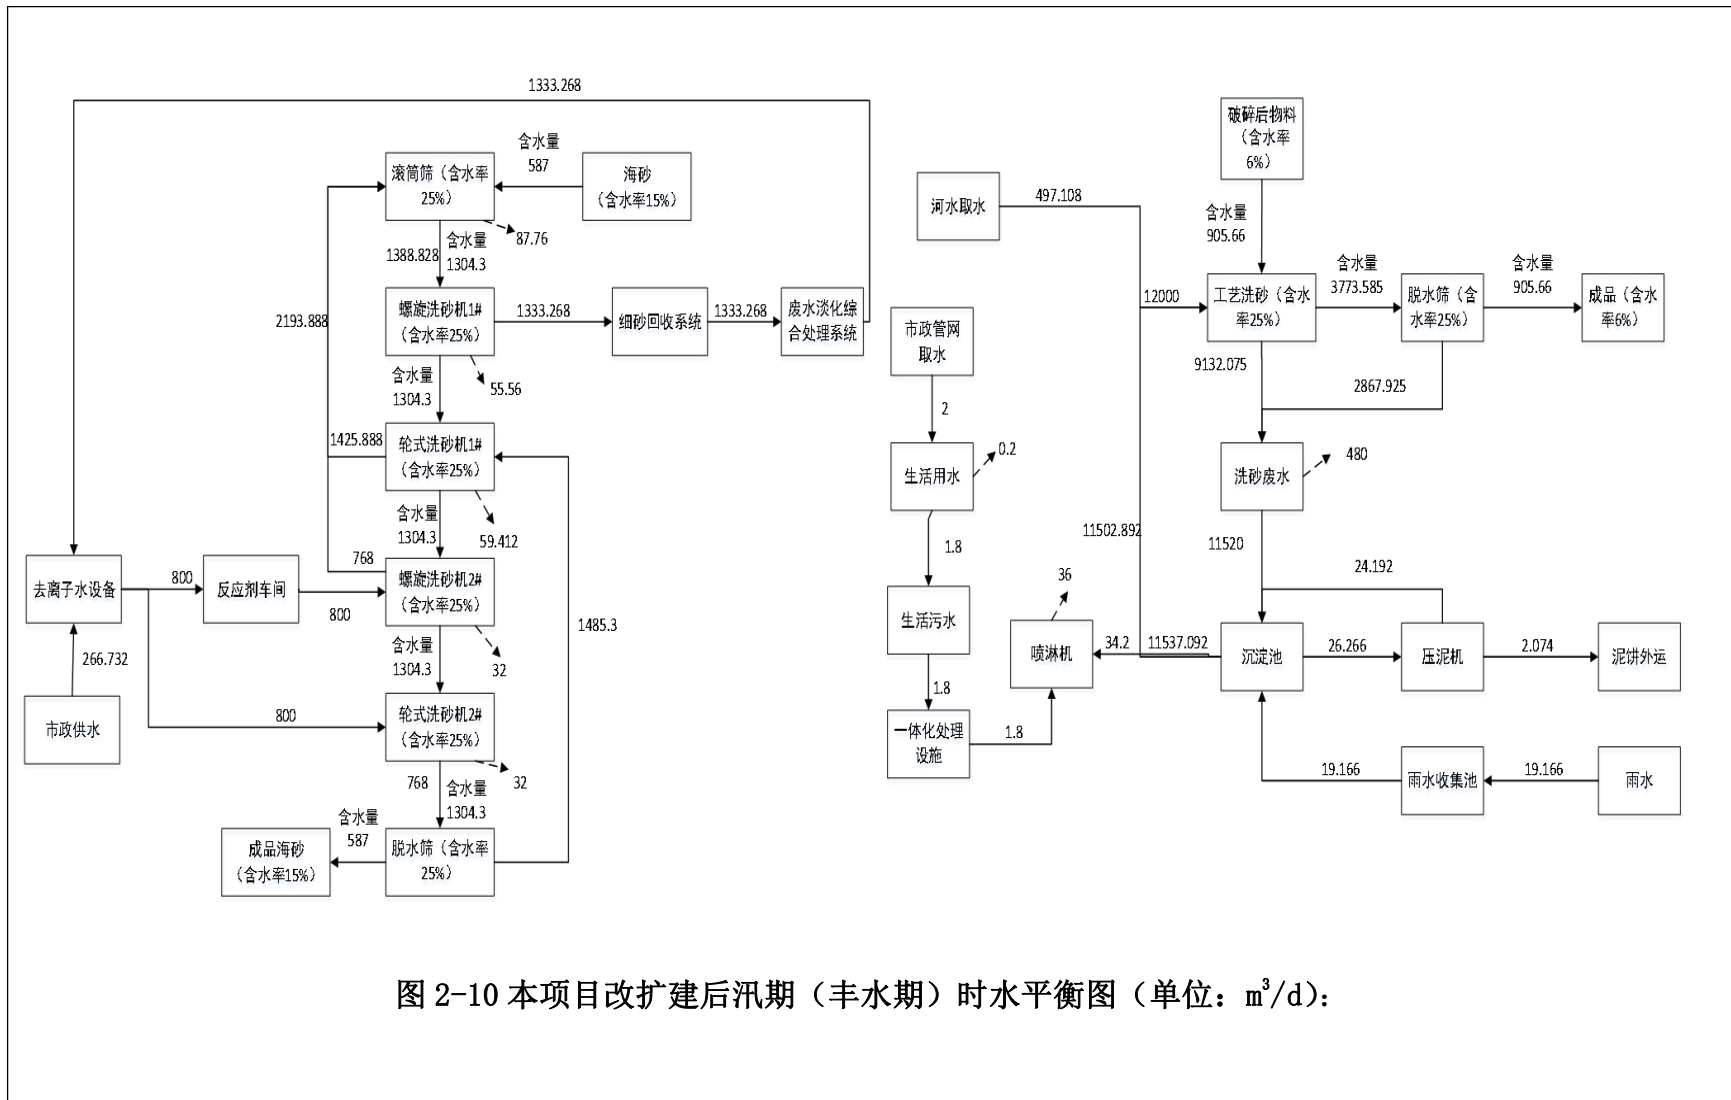 1333.268
含水量
587
滚筒筛（含水率
25%）
海砂
（含水率15%）
87.76
1388.828
含水量
1304.3
2193.888
螺旋洗砂机1#
（含水率25%）
1333.268
细砂回收系统
1333.268
废水淡化综
合处理系统
55.56
含水量
1304.3
1425.888
轮式洗砂机1#
（含水率25%）
59.412
含水量
1304.3
768
螺旋洗砂机2#
（含水率25%）
去离子水设备
800
反应剂车间
800
1485.3
266.732
市政供水
32
含水量
1304.3
800
轮式洗砂机2#
（含水率25%）
32
768
含水量
1304.3
脱水筛（含水率
25%）
含水量
587
成品海砂
（含水率15%）
破碎后物料
（含水率
6%）
河水取水
497.108
含水量
905.66
12000
工艺洗砂（含水
率25%）
含水量
3773.585
脱水筛（含
水率25%）
含水量
905.66
成品（含水
率6%）
市政管网
取水
9132.075
2867.925
2
生活用水
0.2
洗砂废水
480
11502.892
1.8
11520
24.192
生活污水
36
喷淋机
34.2
11537.092
沉淀池
26.266
压泥机
2.074
泥饼外运
1.8
一体化处理
设施
1.8
19.166
雨水收集池
19.166
雨水
图 2-10 本项目改扩建后汛期（丰水期）时水平衡图（单位：m³/d）：